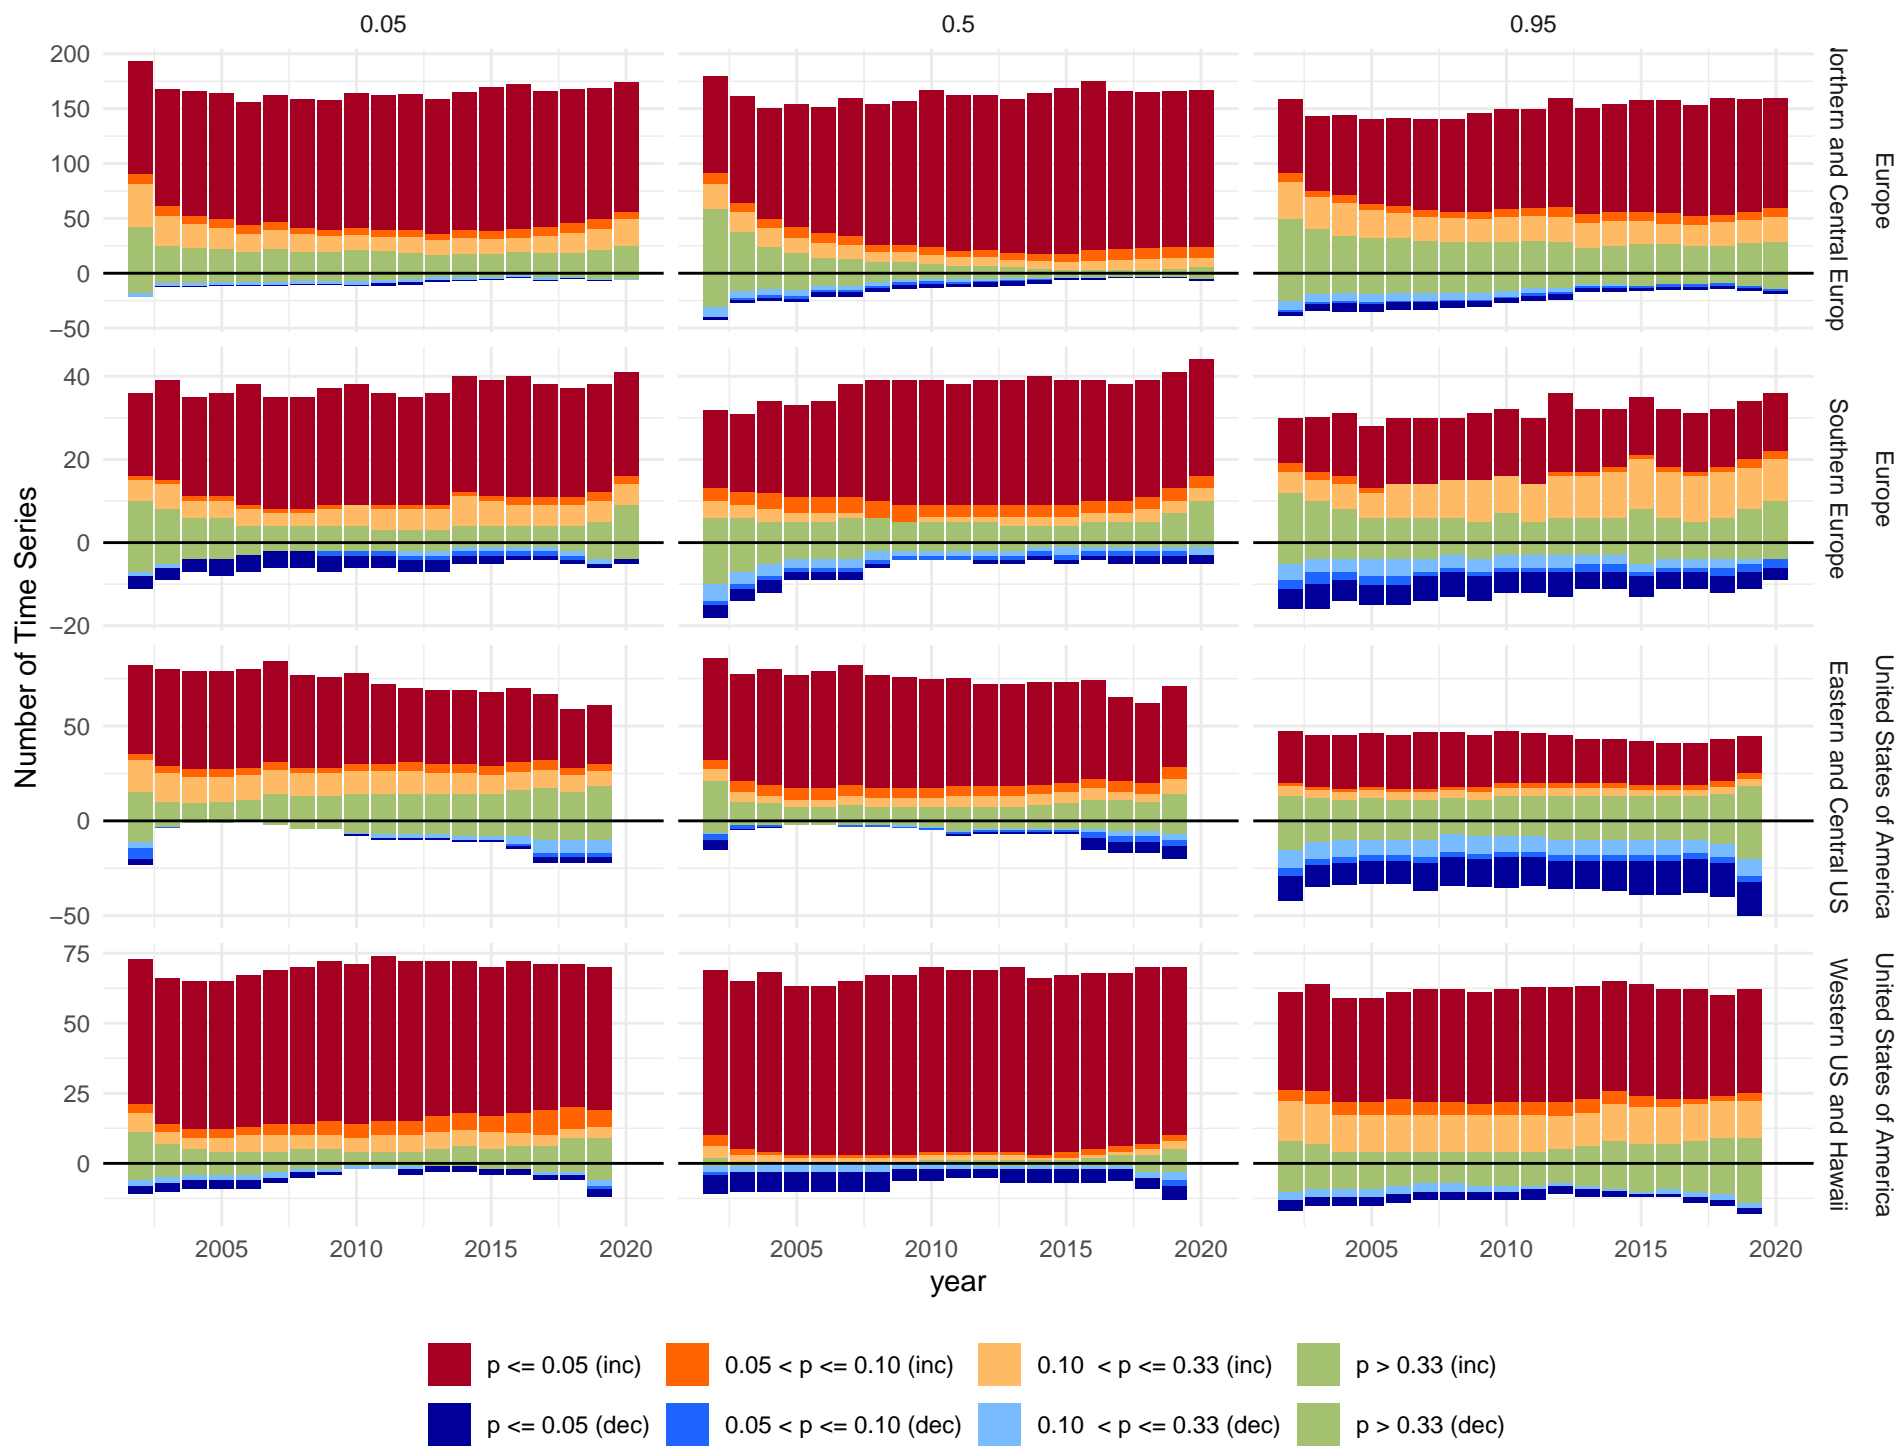 0.05 0.5 0.95
Number of Time Series
200
150
100
50
0
−50
Northern and Central Europ
Europe
40
20
0
−20
Southern Europe
Europe
50
0
−50
Eastern and Central US
United States of America
75
50
25
0
Western US and Hawaii
United States of America
2005 2010 2015 2020 2005 2010 2015 2020 2005 2010 2015 2020
year
p <= 0.05 (inc) 0.05 < p <= 0.10 (inc) 0.10 < p <= 0.33 (inc) p > 0.33 (inc)
p <= 0.05 (dec) 0.05 < p <= 0.10 (dec) 0.10 < p <= 0.33 (dec) p > 0.33 (dec)